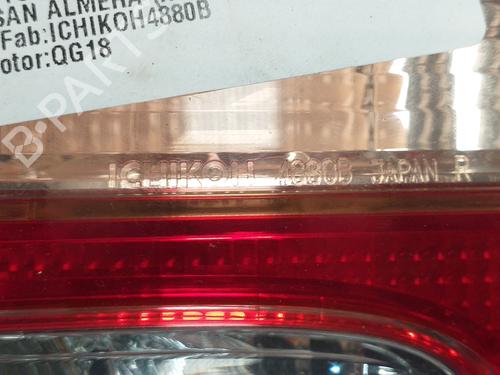 SAN ALMERA
Fab:ICHIKOH4880B
otor:QG18
B-PARTS
ICHIKOH 4880B JAPAN R